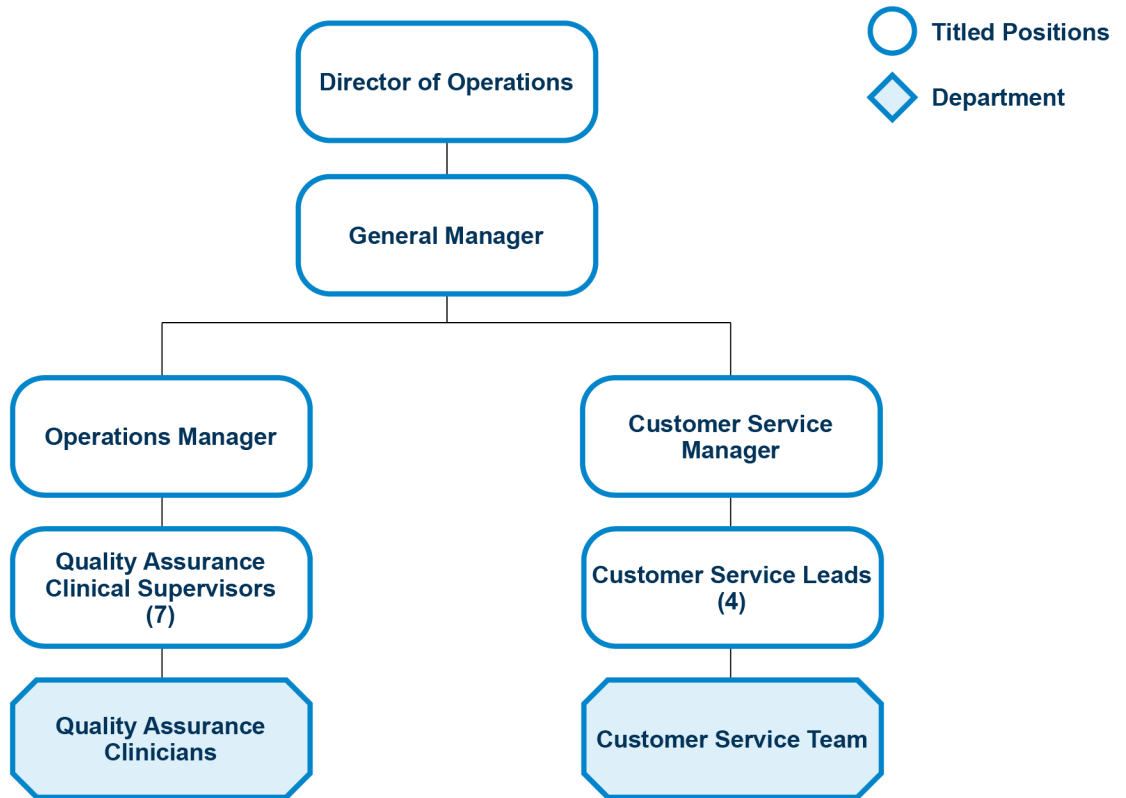 Titled Positions
Department
Director of Operations
General Manager
Operations Manager
Customer Service
Manager
Quality Assurance
Clinical Supervisors
(7)
Customer Service Leads
(4)
Quality Assurance
Clinicians
Customer Service Team